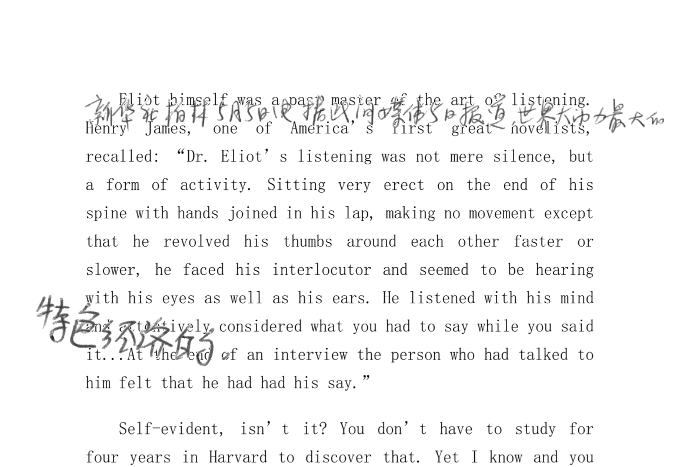 Eliot himself was a past master of the art of listening.
新华社柏林5月5日电 据民间媒体5日报道 世界大 力最大的
Henry James, one of America's first great novelists,
recalled: “Dr. Eliot's listening was not mere silence, but
a form of activity. Sitting very erect on the end of his
spine with hands joined in his lap, making no movement except
that he revolved his thumbs around each other faster or
slower, he faced his interlocutor and seemed to be hearing
with his eyes as well as his ears. He listened with his mind
特色经济的
and attentively considered what you had to say while you said
it...At the end of an interview the person who had talked to
him felt that he had had his say.”
Self-evident, isn't it? You don't have to study for
four years in Harvard to discover that. Yet I know and you